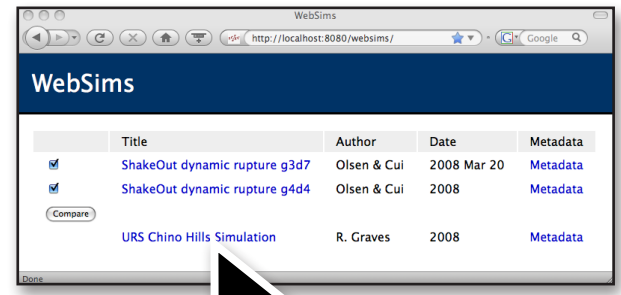 WebSims
http://localhost:8080/websims/
Google
WebSims
Title Author Date Metadata
ShakeOut dynamic rupture g3d7 Olsen & Cui 2008 Mar 20 Metadata
ShakeOut dynamic rupture g4d4 Olsen & Cui 2008 Metadata
Compare
URS Chino Hills Simulation R. Graves 2008 Metadata
Done